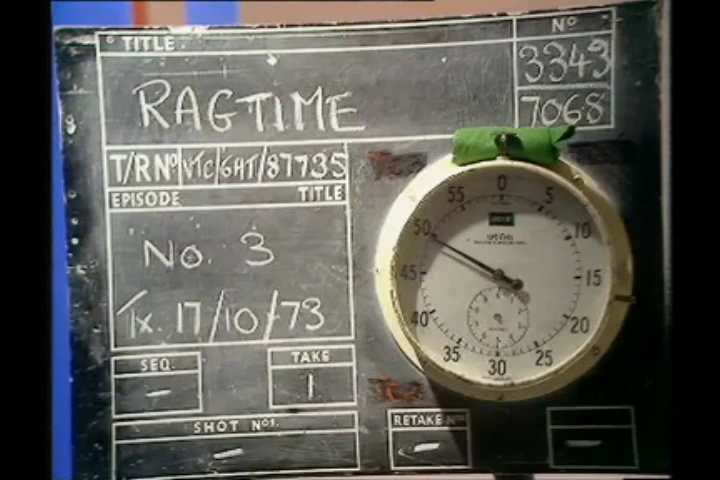 TITLE
Nº
RAGTIME
3343
7068
T/RNº VTC/6HT/87735
EPISODE TITLE
No. 3
Tx. 17/10/73
SEQ. TAKE
- 1
SHOT Nos.
-
RETAKE Nos
-
-
0
5
10
15
20
25
30
35
40
45
50
55